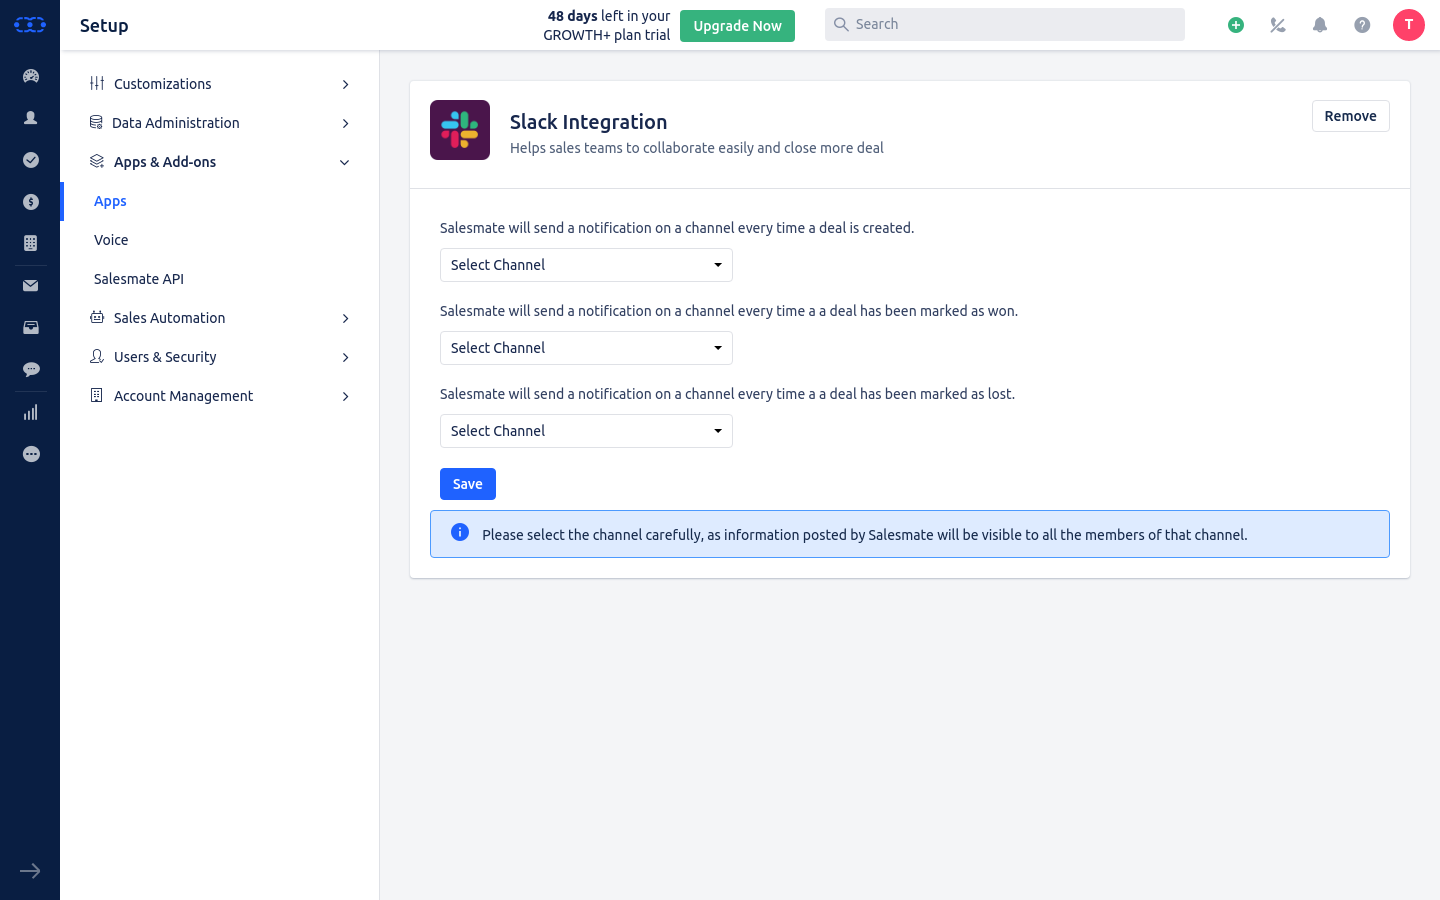 Setup
48 days left in your
GROWTH+ plan trial
Upgrade Now
Search
T
Customizations
Data Administration
Apps & Add-ons
Apps
Voice
Salesmate API
Sales Automation
Users & Security
Account Management
Slack Integration
Helps sales teams to collaborate easily and close more deal
Remove
Salesmate will send a notification on a channel every time a deal is created.
Select Channel
Salesmate will send a notification on a channel every time a a deal has been marked as won.
Select Channel
Salesmate will send a notification on a channel every time a a deal has been marked as lost.
Select Channel
Save
Please select the channel carefully, as information posted by Salesmate will be visible to all the members of that channel.